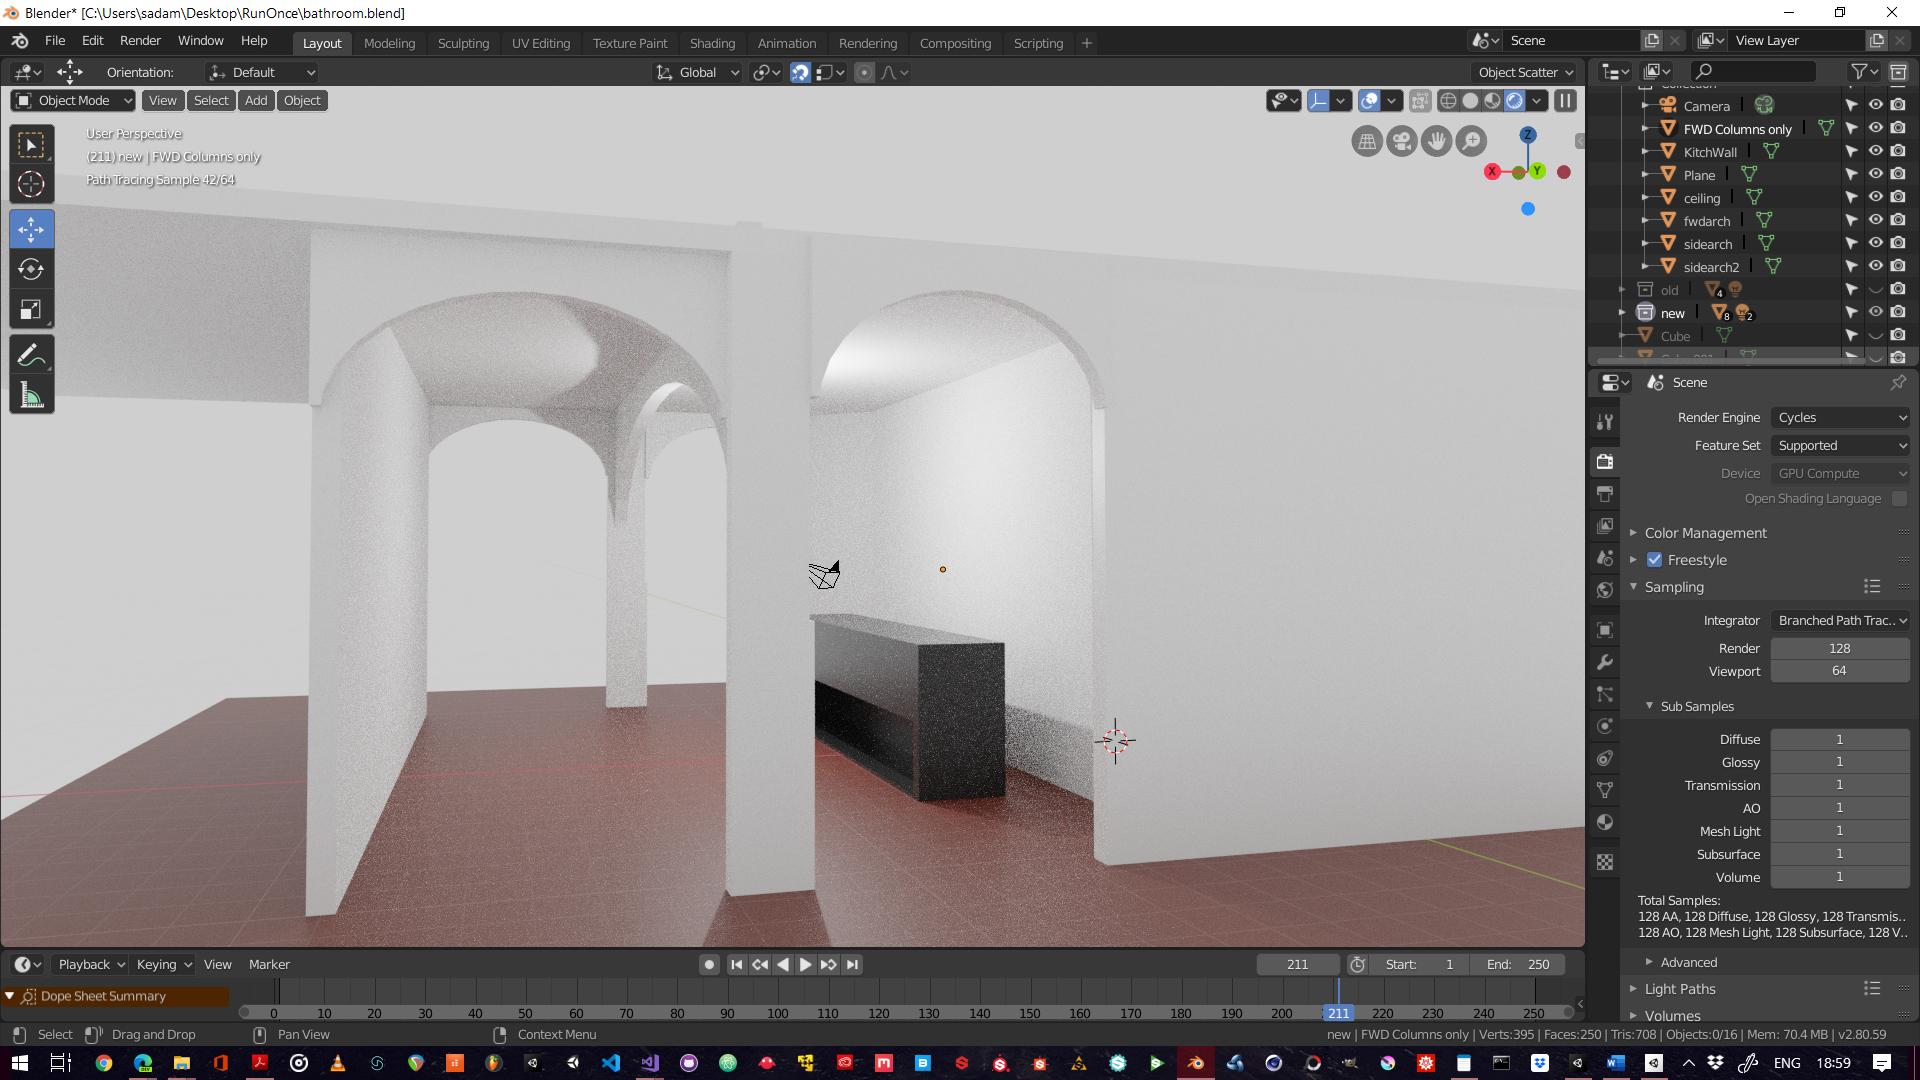 Blender* [C:\Users\sadam\Desktop\RunOnce\bathroom.blend]
File Edit Render Window Help Layout Modeling Sculpting UV Editing Texture Paint Shading Animation Rendering Compositing Scripting + Scene View Layer
Orientation: Default Global Object Scatter
Object Mode View Select Add Object
User Perspective
(211) new | FWD Columns only
Path Tracing Sample 42/64
Z
X Y
Collection
Camera
FWD Columns only
KitchWall
Plane
ceiling
fwdarch
sidearch
sidearch2
old 4
new 8 2
Cube
Scene
Render Engine Cycles
Feature Set Supported
Device GPU Compute
Open Shading Language
Color Management
Freestyle
Sampling
Integrator Branched Path Trac..
Render 128
Viewport 64
Sub Samples
Diffuse 1
Glossy 1
Transmission 1
AO 1
Mesh Light 1
Subsurface 1
Volume 1
Total Samples:
128 AA, 128 Diffuse, 128 Glossy, 128 Transmis..
128 AO, 128 Mesh Light, 128 Subsurface, 128 V..
Advanced
Light Paths
Volumes
Playback Keying View Marker 211 Start: 1 End: 250
Dope Sheet Summary
0 10 20 30 40 50 60 70 80 90 100 110 120 130 140 150 160 170 180 190 200 211 220 230 240 250
Select Drag and Drop Pan View Context Menu new | FWD Columns only | Verts:395 | Faces:250 | Tris:708 | Objects:0/16 | Mem: 70.4 MB | v2.80.59
ENG 18:59